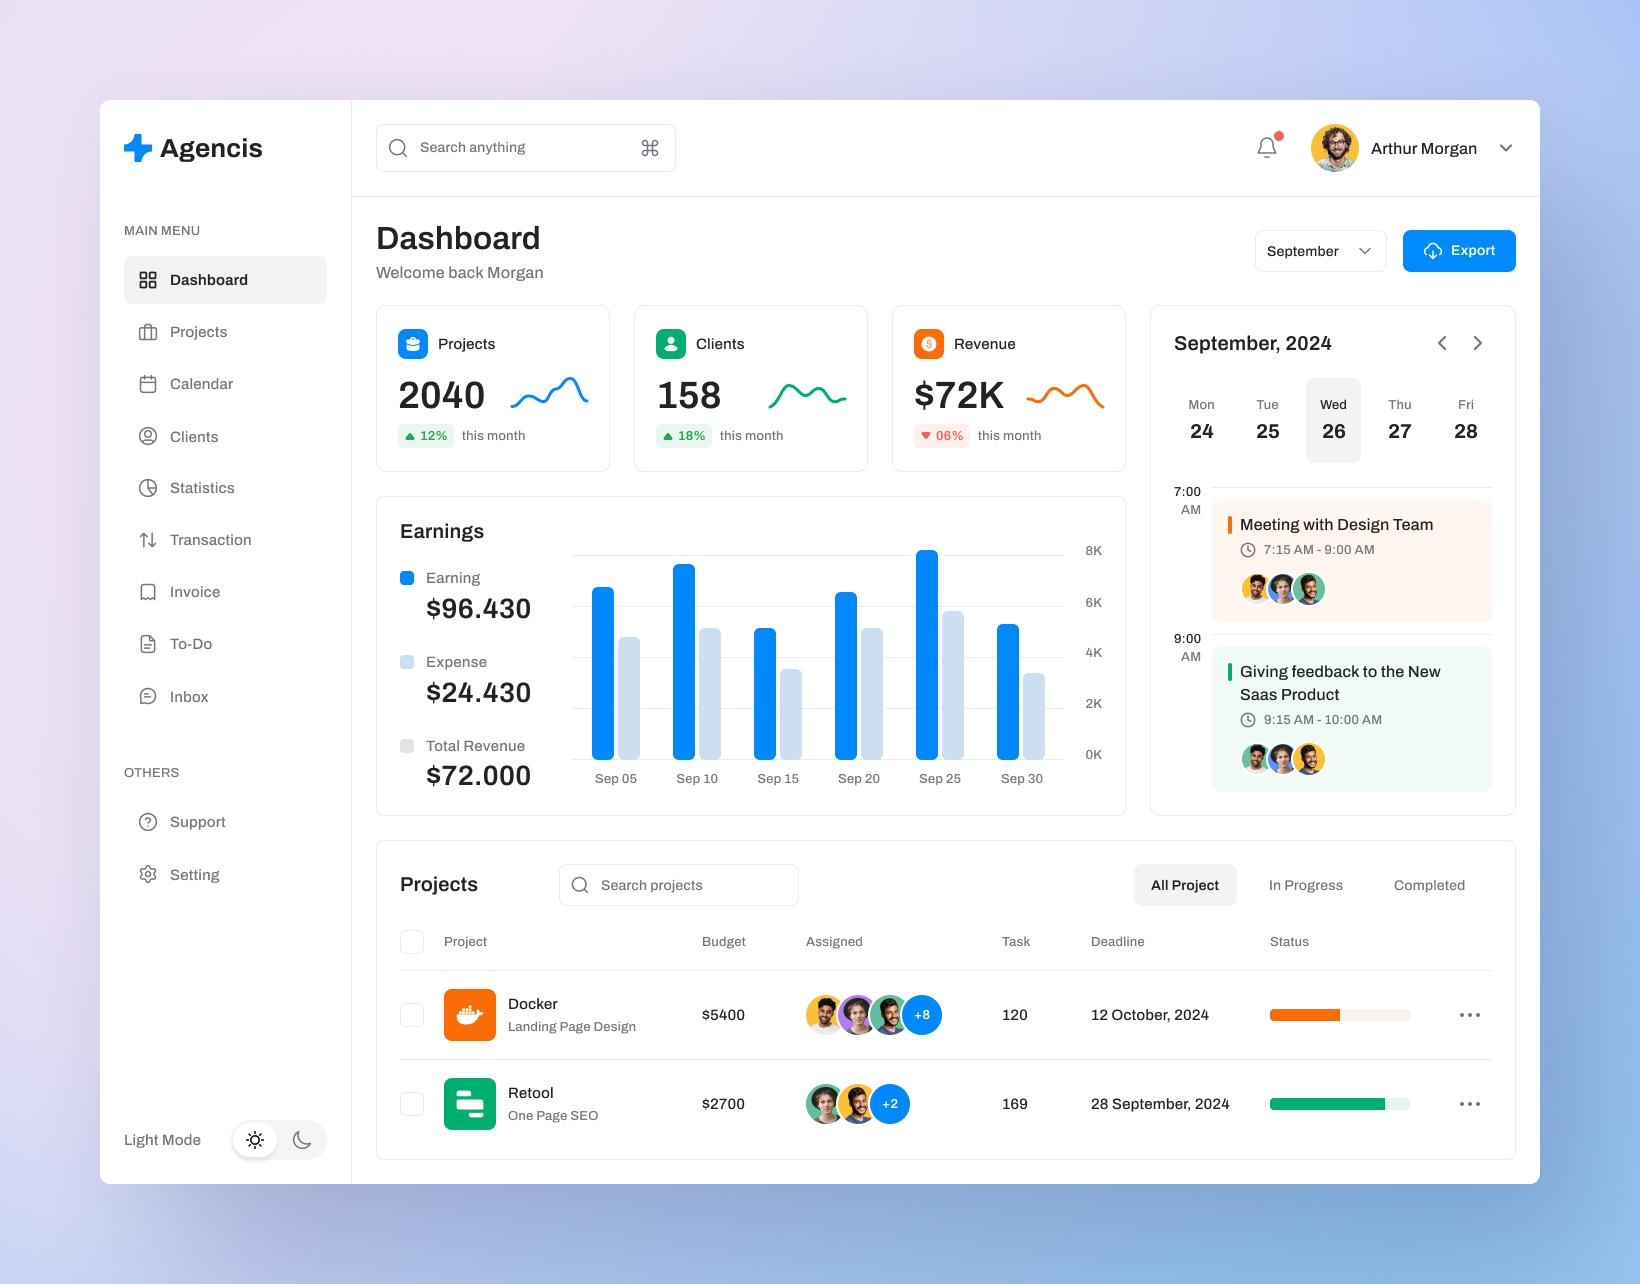 Agencis
Search anything
Arthur Morgan
MAIN MENU
Dashboard
Projects
Calendar
Clients
Statistics
Transaction
Invoice
To-Do
Inbox
OTHERS
Support
Setting
Light Mode
Dashboard
Welcome back Morgan
September
Export
Projects
2040
12% this month
Clients
158
18% this month
Revenue
$72K
06% this month
Earnings
Earning
$96.430
Expense
$24.430
Total Revenue
$72.000
8K
6K
4K
2K
0K
Sep 05 Sep 10 Sep 15 Sep 20 Sep 25 Sep 30
September, 2024
Mon Tue Wed Thu Fri
24 25 26 27 28
7:00
AM
Meeting with Design Team
7:15 AM - 9:00 AM
9:00
AM
Giving feedback to the New
Saas Product
9:15 AM - 10:00 AM
Projects
Search projects
All Project In Progress Completed
Project Budget Assigned Task Deadline Status
Docker
Landing Page Design
$5400 +8 120 12 October, 2024
Retool
One Page SEO
$2700 +2 169 28 September, 2024